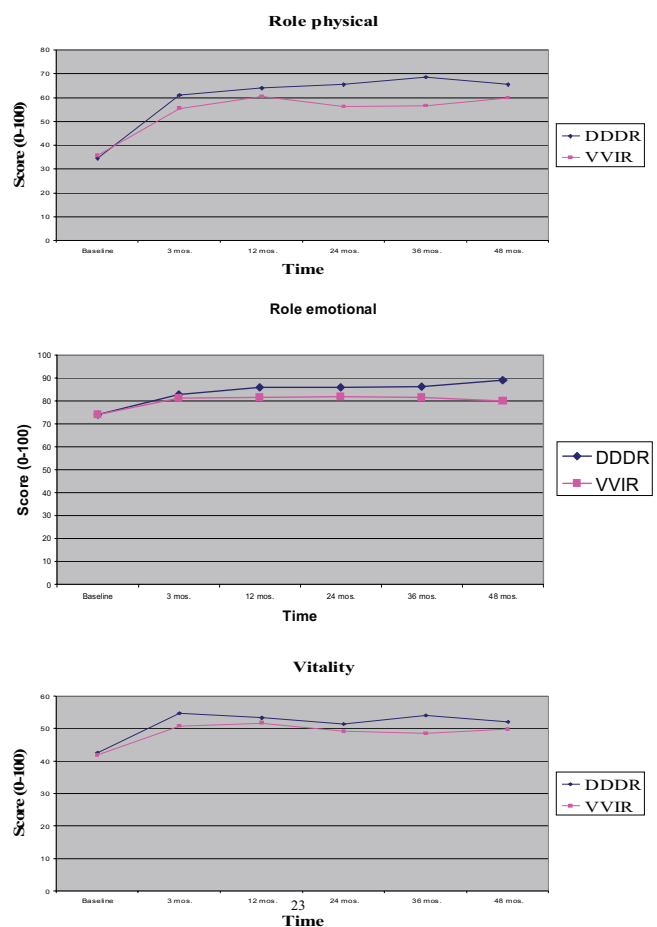 Role physical
80
70
60
50
40
30
20
10
0
Score (0-100)
Baseline 3 mos. 12 mos. 24 mos. 36 mos. 48 mos.
Time
DDDR
VVIR
Role emotional
100
90
80
70
60
50
40
30
20
10
0
Score (0-100)
Baseline 3 mos. 12 mos. 24 mos. 36 mos. 48 mos.
Time
DDDR
VVIR
Vitality
60
50
40
30
20
10
0
Score (0-100)
Baseline 3 mos. 12 mos. 24 mos. 36 mos. 48 mos.
23
Time
DDDR
VVIR